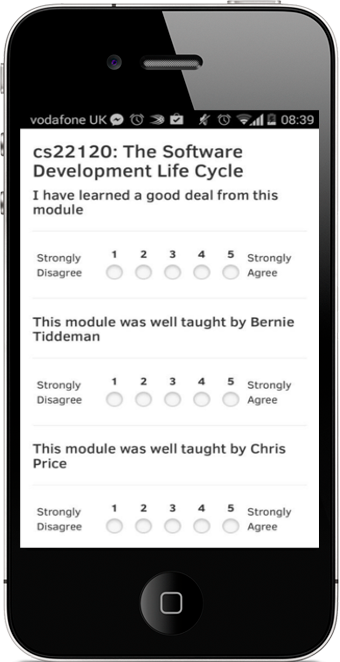 vodafone UK 08:39
cs22120: The Software
Development Life Cycle
I have learned a good deal from this
module
1 2 3 4 5
Strongly Disagree Strongly Agree
This module was well taught by Bernie
Tiddeman
1 2 3 4 5
Strongly Disagree Strongly Agree
This module was well taught by Chris
Price
1 2 3 4 5
Strongly Disagree Strongly Agree